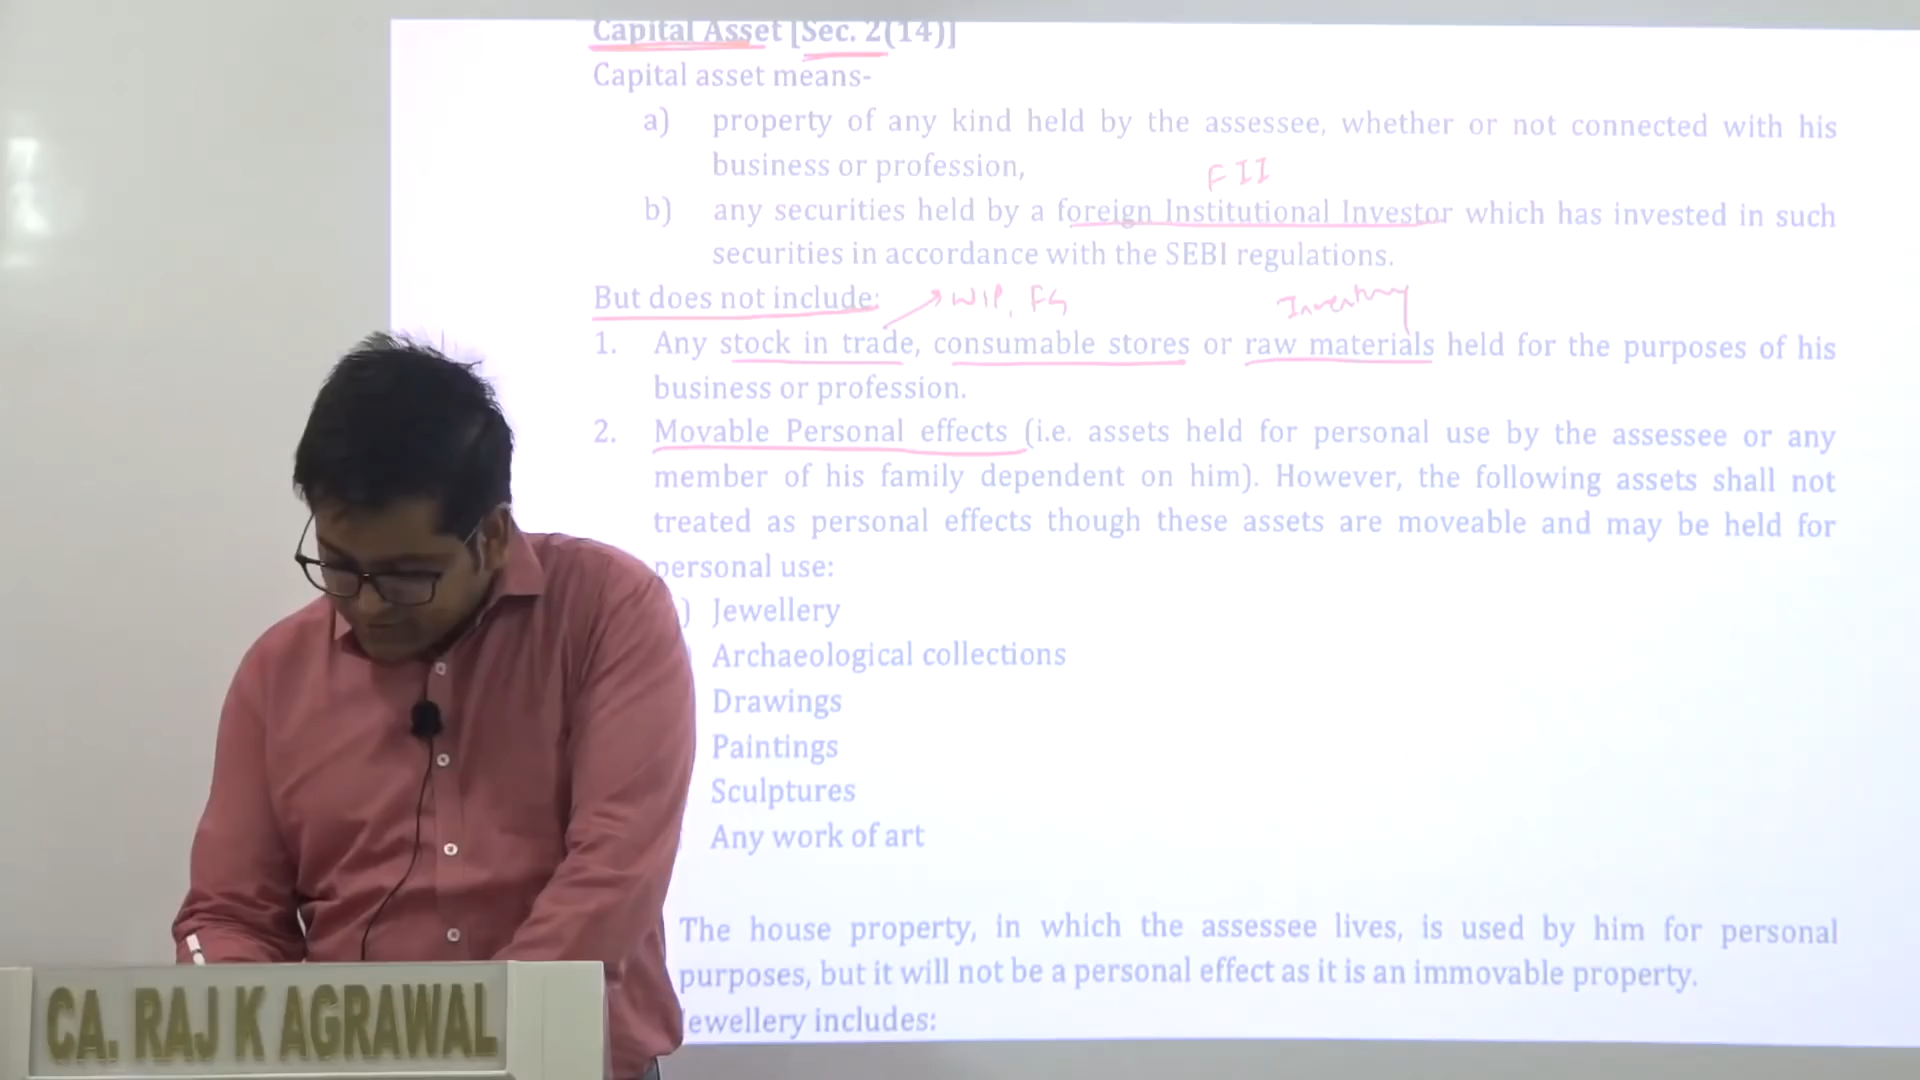 Capital Asset [Sec. 2(14)]
Capital asset means-
a) property of any kind held by the assessee, whether or not connected with his
business or profession,
FII
b) any securities held by a foreign Institutional Investor which has invested in such
securities in accordance with the SEBI regulations.
But does not include: WIP, FG Inventory
1. Any stock in trade, consumable stores or raw materials held for the purposes of his
business or profession.
2. Movable Personal effects (i.e. assets held for personal use by the assessee or any
member of his family dependent on him). However, the following assets shall not
treated as personal effects though these assets are moveable and may be held for
personal use:
) Jewellery
Archaeological collections
Drawings
Paintings
Sculptures
Any work of art
The house property, in which the assessee lives, is used by him for personal
purposes, but it will not be a personal effect as it is an immovable property.
ewellery includes:
CA. RAJ K AGRAWAL